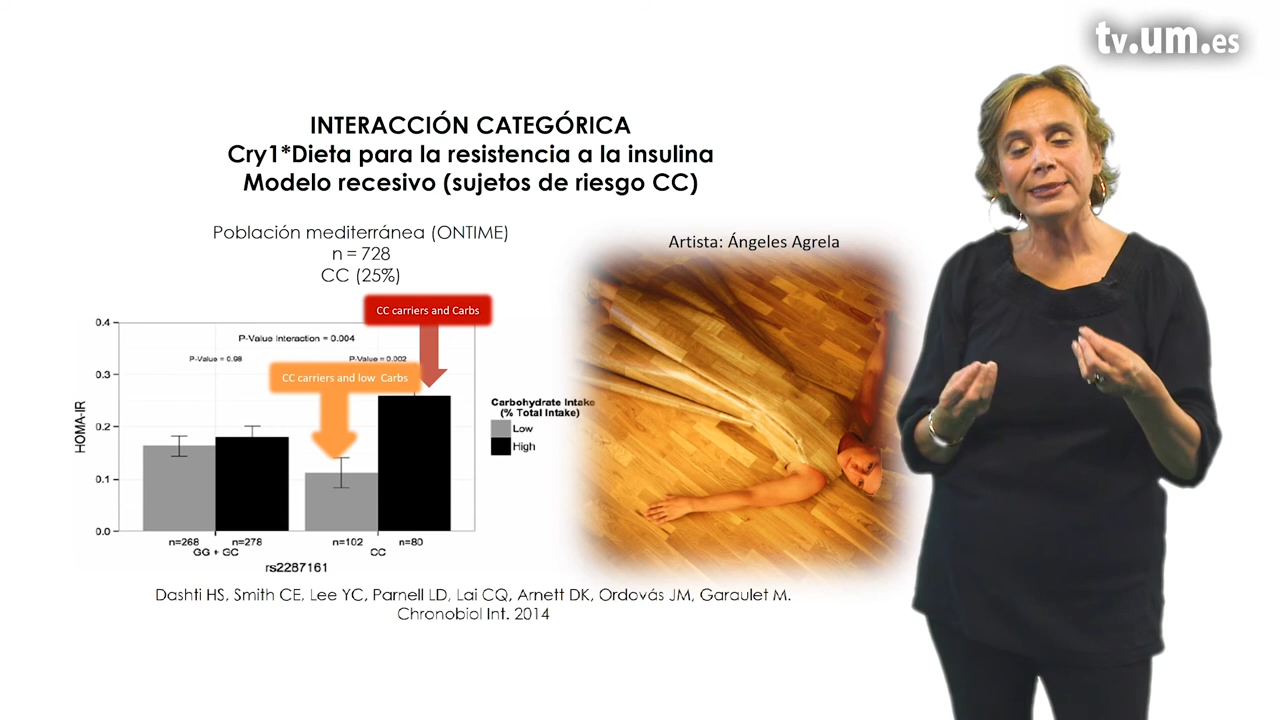 tv.um.es
INTERACCIÓN CATEGÓRICA
Cry1*Dieta para la resistencia a la insulina
Modelo recesivo (sujetos de riesgo CC)
Población mediterránea (ONTIME)
n = 728
CC (25%)
Artista: Ángeles Agrela
CC carriers and Carbs
0.4
P-Value Interaction = 0.004
P-Value = 0.98
P-Value = 0.002
CC carriers and low Carbs
0.3
Carbohydrate Intake
(% Total Intake)
Low
High
HOMA-IR
0.2
0.1
0.0
n=268
n=278
n=102
n=80
GG + GC
CC
rs2287161
Dashti HS, Smith CE, Lee YC, Parnell LD, Lai CQ, Arnett DK, Ordovás JM, Garaulet M.
Chronobiol Int. 2014